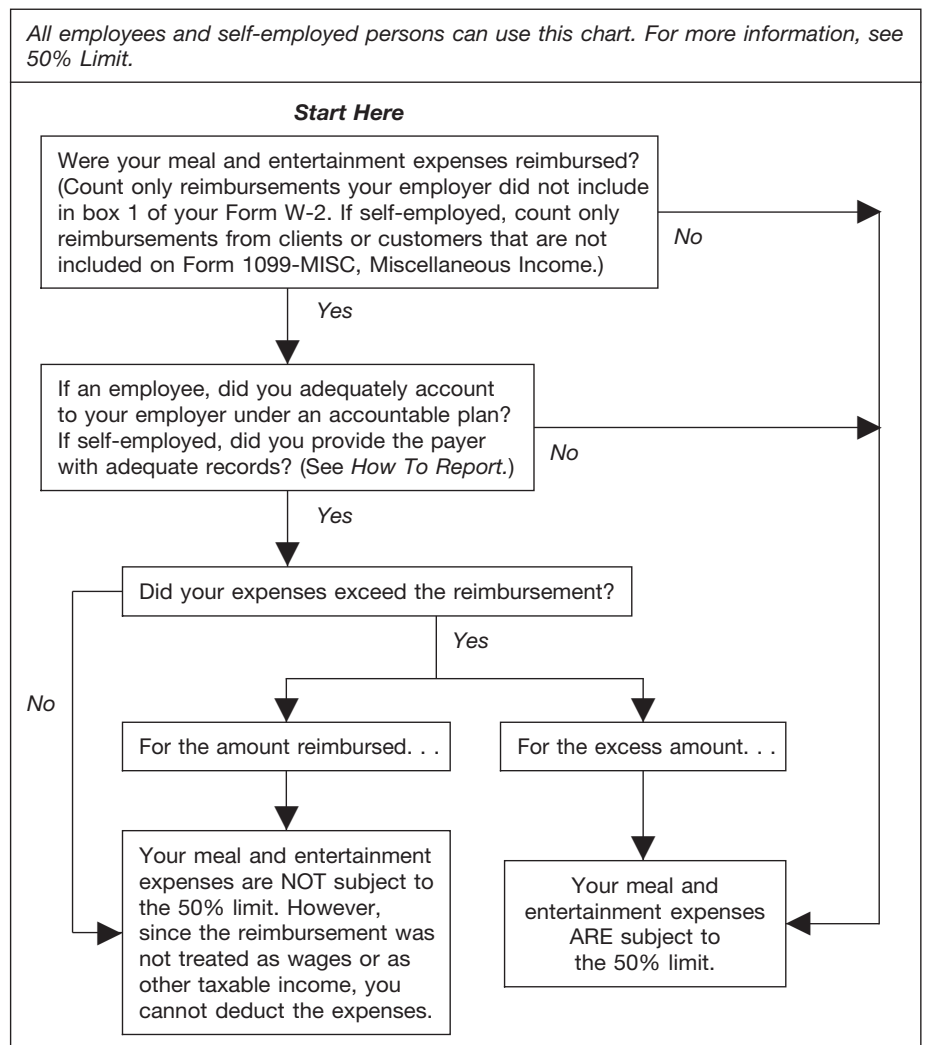 All employees and self-employed persons can use this chart. For more information, see
50% Limit.
Start Here
Were your meal and entertainment expenses reimbursed?
(Count only reimbursements your employer did not include
in box 1 of your Form W-2. If self-employed, count only
reimbursements from clients or customers that are not
included on Form 1099-MISC, Miscellaneous Income.)
No
Yes
If an employee, did you adequately account
to your employer under an accountable plan?
If self-employed, did you provide the payer
with adequate records? (See How To Report.)
No
Yes
Did your expenses exceed the reimbursement?
Yes
No
For the amount reimbursed. . .
For the excess amount. . .
Your meal and entertainment
expenses are NOT subject to
the 50% limit. However,
since the reimbursement was
not treated as wages or as
other taxable income, you
cannot deduct the expenses.
Your meal and
entertainment expenses
ARE subject to
the 50% limit.